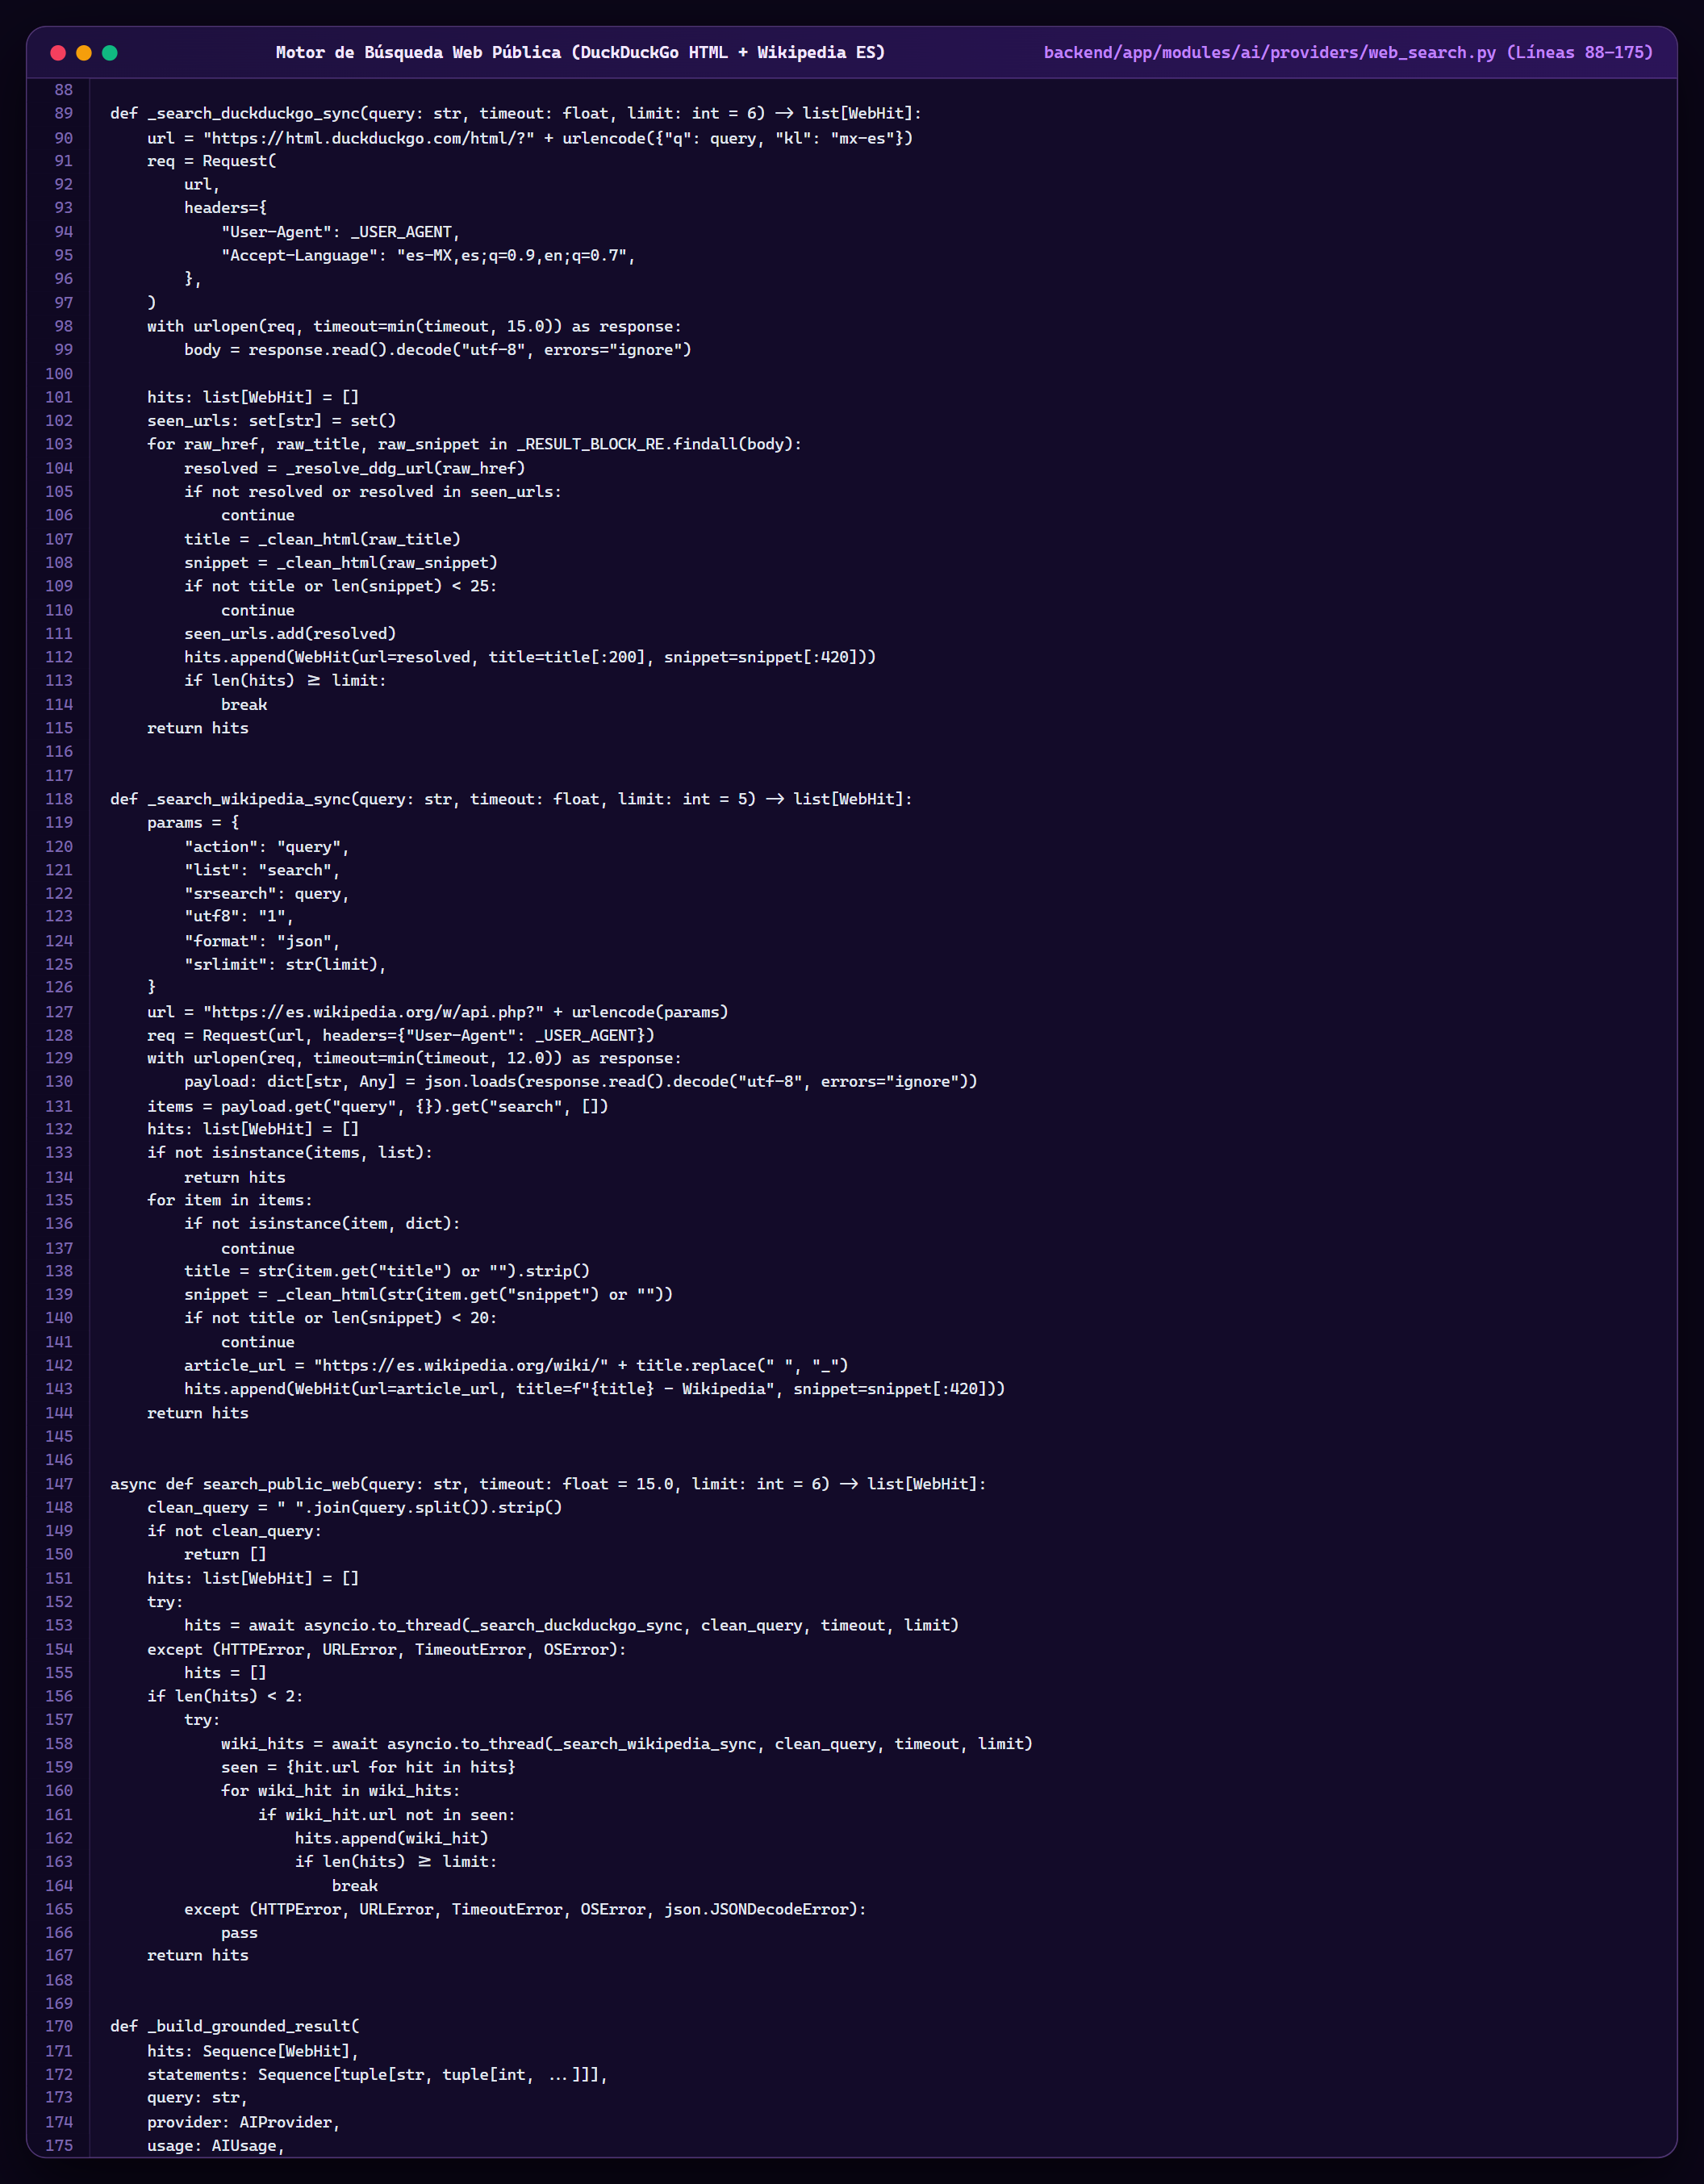 Motor de Búsqueda Web Pública (DuckDuckGo HTML + Wikipedia ES) backend/app/modules/ai/providers/web_search.py (Líneas 88-175)
88
89 def _search_duckduckgo_sync(query: str, timeout: float, limit: int = 6) -> list[WebHit]:
90     url = "https://html.duckduckgo.com/html/?" + urlencode({"q": query, "kl": "mx-es"})
91     req = Request(
92         url,
93         headers={
94             "User-Agent": _USER_AGENT,
95             "Accept-Language": "es-MX,es;q=0.9,en;q=0.7",
96         },
97     )
98     with urlopen(req, timeout=min(timeout, 15.0)) as response:
99         body = response.read().decode("utf-8", errors="ignore")
100
101     hits: list[WebHit] = []
102     seen_urls: set[str] = set()
103     for raw_href, raw_title, raw_snippet in _RESULT_BLOCK_RE.findall(body):
104         resolved = _resolve_ddg_url(raw_href)
105         if not resolved or resolved in seen_urls:
106             continue
107         title = _clean_html(raw_title)
108         snippet = _clean_html(raw_snippet)
109         if not title or len(snippet) < 25:
110             continue
111         seen_urls.add(resolved)
112         hits.append(WebHit(url=resolved, title=title[:200], snippet=snippet[:420]))
113         if len(hits) >= limit:
114             break
115     return hits
116
117
118 def _search_wikipedia_sync(query: str, timeout: float, limit: int = 5) -> list[WebHit]:
119     params = {
120         "action": "query",
121         "list": "search",
122         "srsearch": query,
123         "utf8": "1",
124         "format": "json",
125         "srlimit": str(limit),
126     }
127     url = "https://es.wikipedia.org/w/api.php?" + urlencode(params)
128     req = Request(url, headers={"User-Agent": _USER_AGENT})
129     with urlopen(req, timeout=min(timeout, 12.0)) as response:
130         payload: dict[str, Any] = json.loads(response.read().decode("utf-8", errors="ignore"))
131     items = payload.get("query", {}).get("search", [])
132     hits: list[WebHit] = []
133     if not isinstance(items, list):
134         return hits
135     for item in items:
136         if not isinstance(item, dict):
137             continue
138         title = str(item.get("title") or "").strip()
139         snippet = _clean_html(str(item.get("snippet") or ""))
140         if not title or len(snippet) < 20:
141             continue
142         article_url = "https://es.wikipedia.org/wiki/" + title.replace(" ", "_")
143         hits.append(WebHit(url=article_url, title=f"{title} - Wikipedia", snippet=snippet[:420]))
144     return hits
145
146
147 async def search_public_web(query: str, timeout: float = 15.0, limit: int = 6) -> list[WebHit]:
148     clean_query = " ".join(query.split()).strip()
149     if not clean_query:
150         return []
151     hits: list[WebHit] = []
152     try:
153         hits = await asyncio.to_thread(_search_duckduckgo_sync, clean_query, timeout, limit)
154     except (HTTPError, URLError, TimeoutError, OSError):
155         hits = []
156     if len(hits) < 2:
157         try:
158             wiki_hits = await asyncio.to_thread(_search_wikipedia_sync, clean_query, timeout, limit)
159             seen = {hit.url for hit in hits}
160             for wiki_hit in wiki_hits:
161                 if wiki_hit.url not in seen:
162                     hits.append(wiki_hit)
163                     if len(hits) >= limit:
164                         break
165         except (HTTPError, URLError, TimeoutError, OSError, json.JSONDecodeError):
166             pass
167     return hits
168
169
170 def _build_grounded_result(
171     hits: Sequence[WebHit],
172     statements: Sequence[tuple[str, tuple[int, ...]]],
173     query: str,
174     provider: AIProvider,
175     usage: AIUsage,